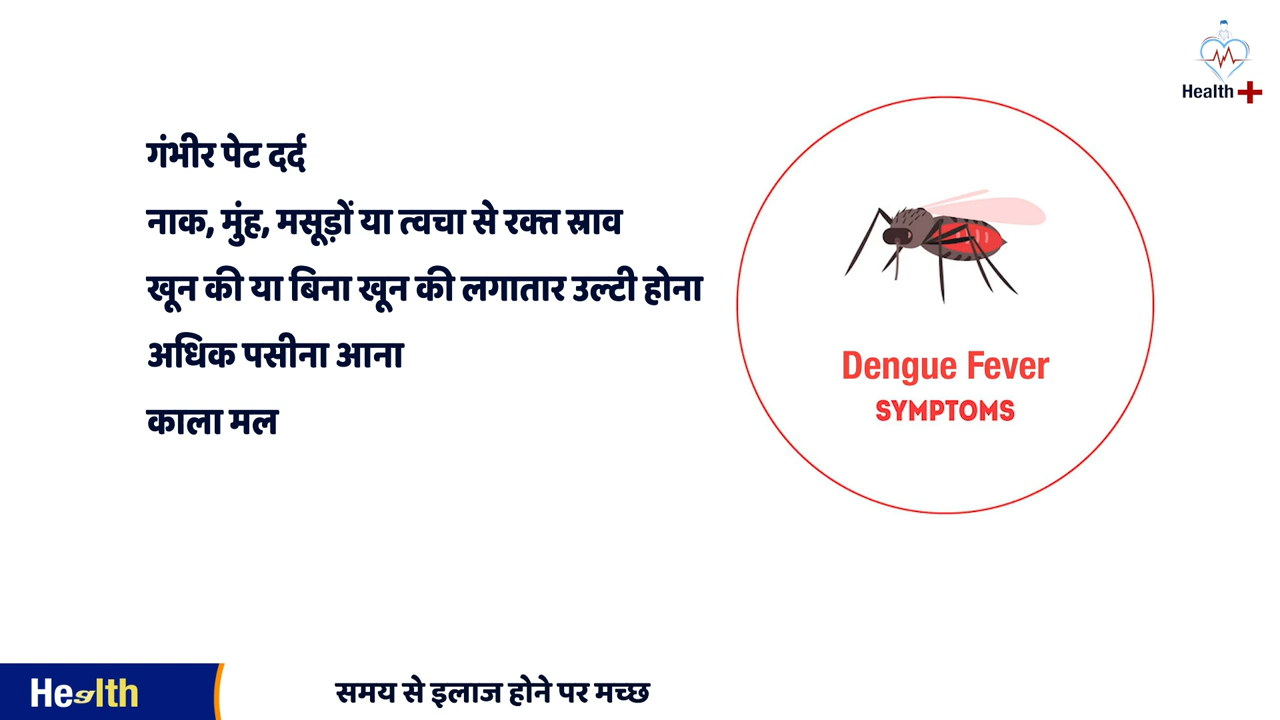 Health
गंभीर पेट दर्द
नाक, मुंह, मसूड़ों या त्वचा से रक्त स्राव
खून की या बिना खून की लगातार उल्टी होना
अधिक पसीना आना
काला मल
Dengue Fever
SYMPTOMS
Health
समय से इलाज होने पर मच्छ